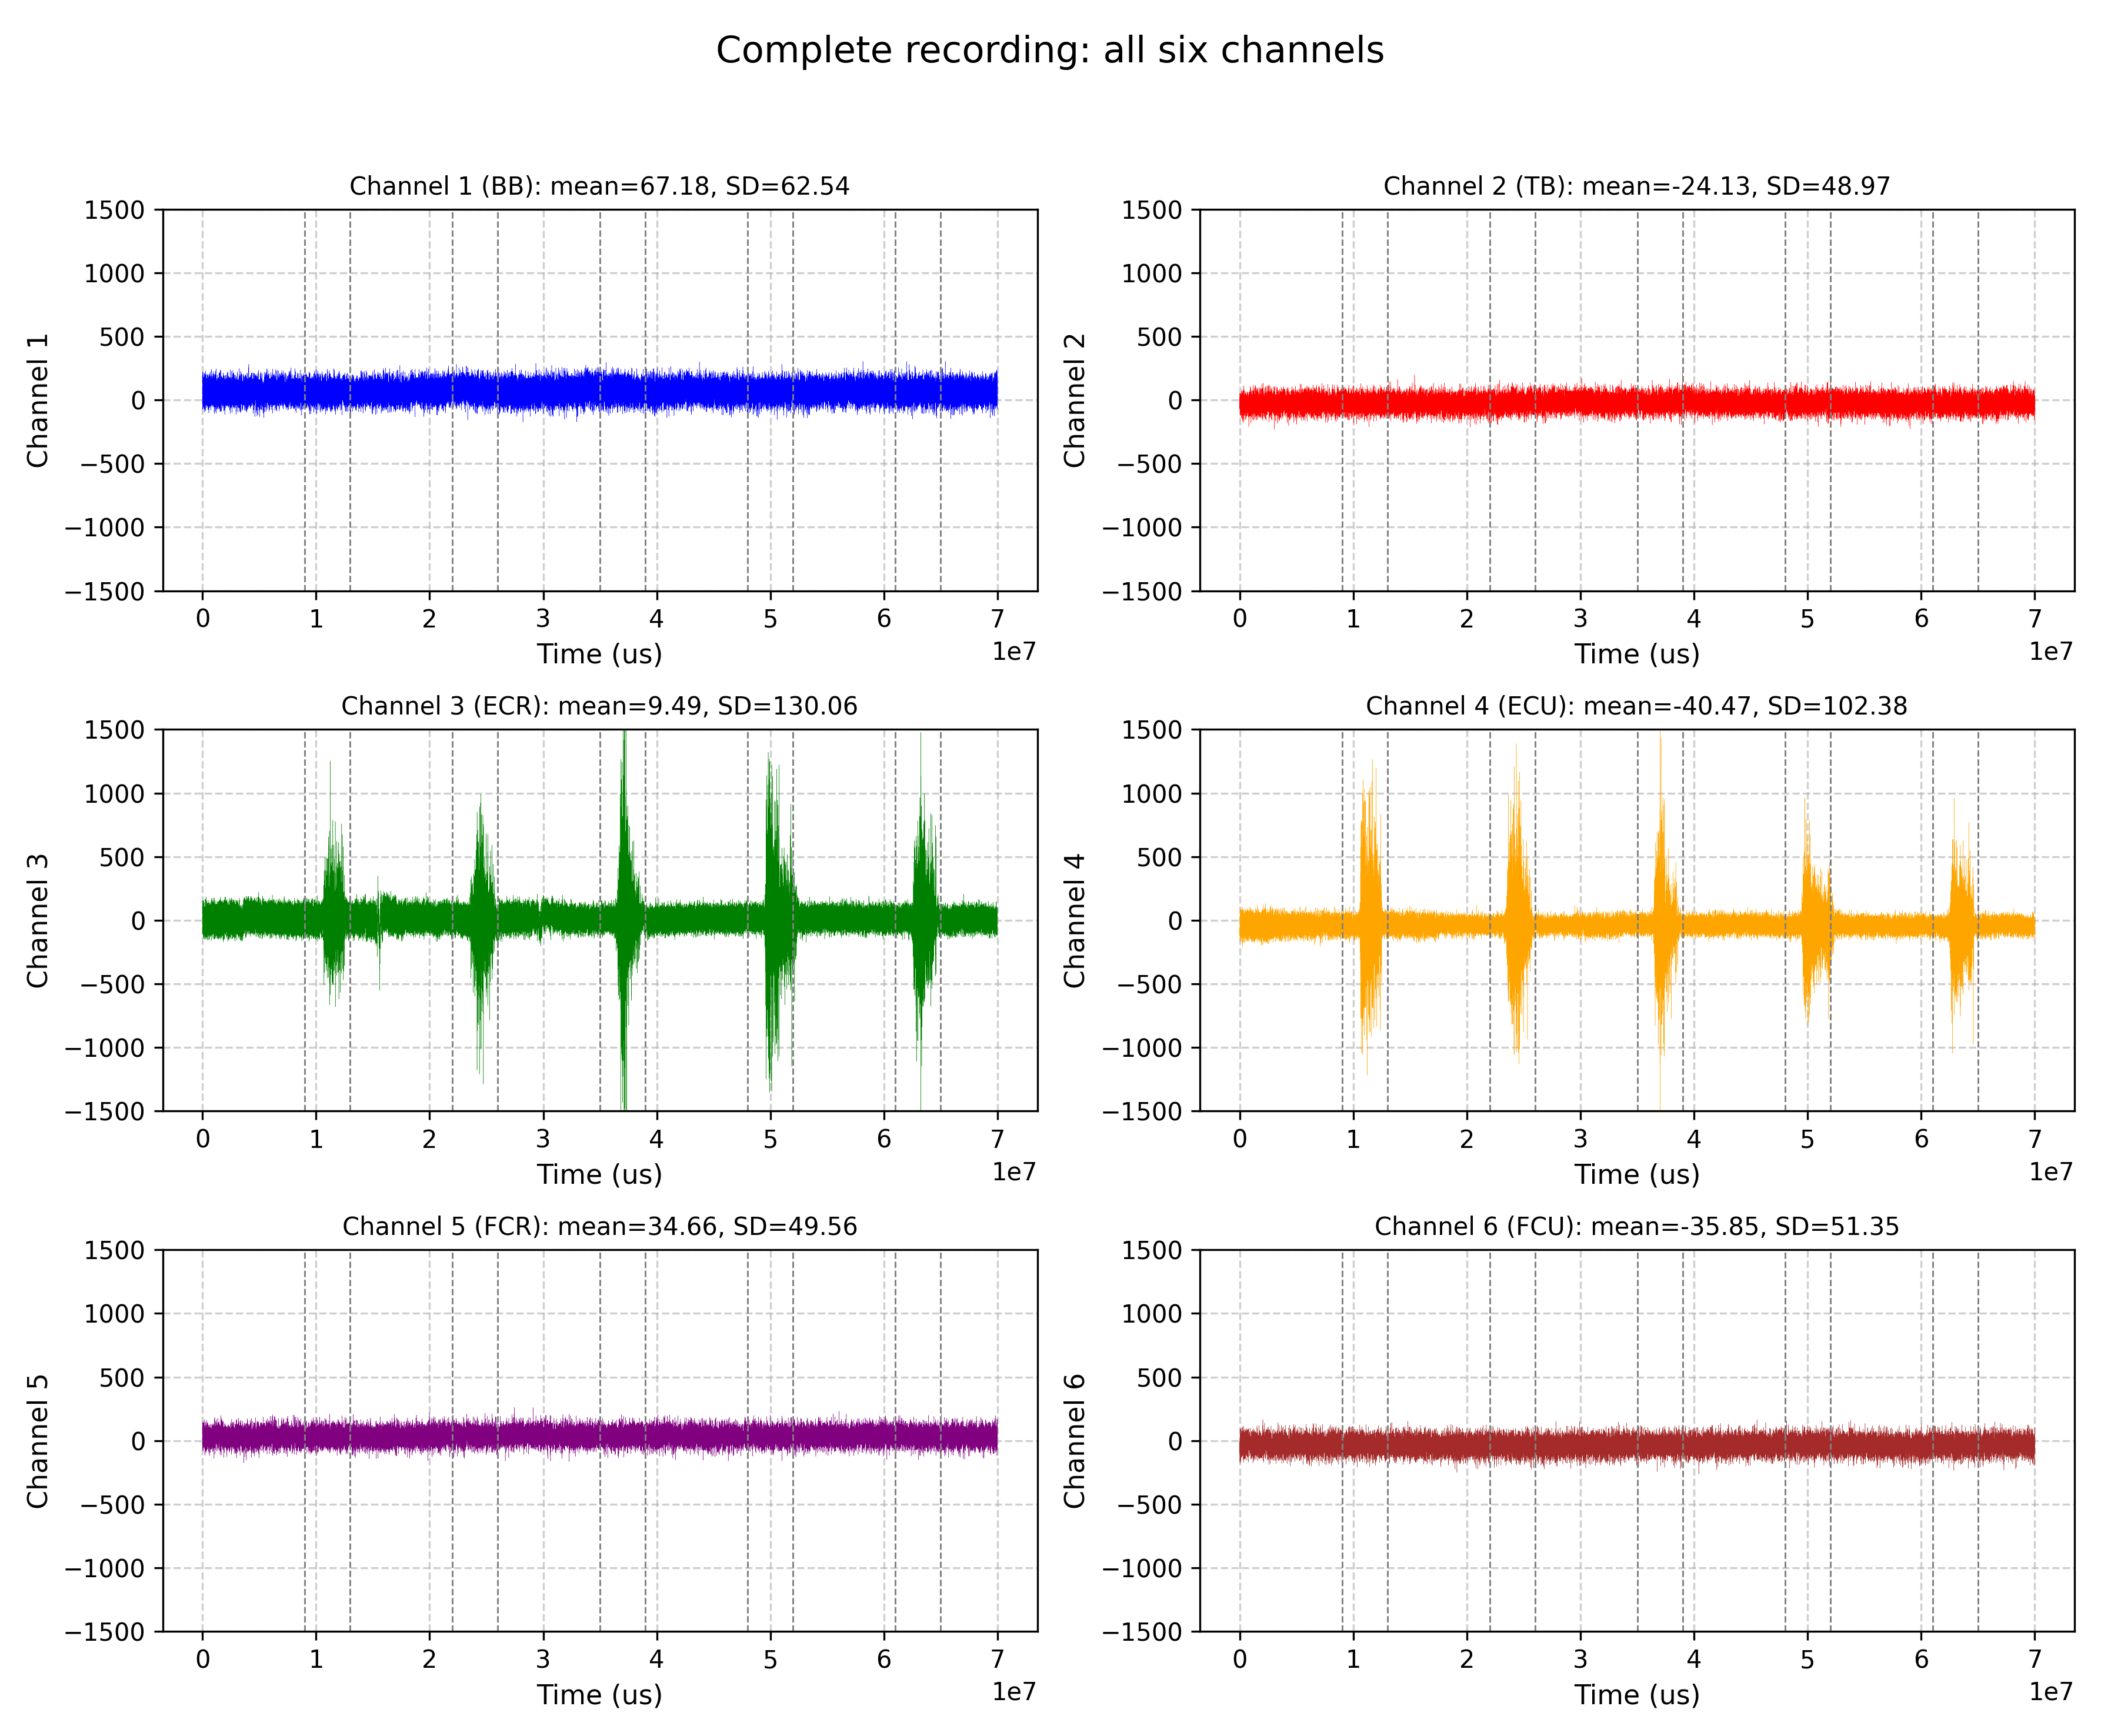 Complete recording: all six channels
Channel 1 (BB): mean=67.18, SD=62.54
1500
1000
500
0
−500
−1000
−1500
Channel 1
0 1 2 3 4 5 6 7
1e7
Time (us)
Channel 2 (TB): mean=-24.13, SD=48.97
1500
1000
500
0
−500
−1000
−1500
Channel 2
0 1 2 3 4 5 6 7
1e7
Time (us)
Channel 3 (ECR): mean=9.49, SD=130.06
1500
1000
500
0
−500
−1000
−1500
Channel 3
0 1 2 3 4 5 6 7
1e7
Time (us)
Channel 4 (ECU): mean=-40.47, SD=102.38
1500
1000
500
0
−500
−1000
−1500
Channel 4
0 1 2 3 4 5 6 7
1e7
Time (us)
Channel 5 (FCR): mean=34.66, SD=49.56
1500
1000
500
0
−500
−1000
−1500
Channel 5
0 1 2 3 4 5 6 7
1e7
Time (us)
Channel 6 (FCU): mean=-35.85, SD=51.35
1500
1000
500
0
−500
−1000
−1500
Channel 6
0 1 2 3 4 5 6 7
1e7
Time (us)